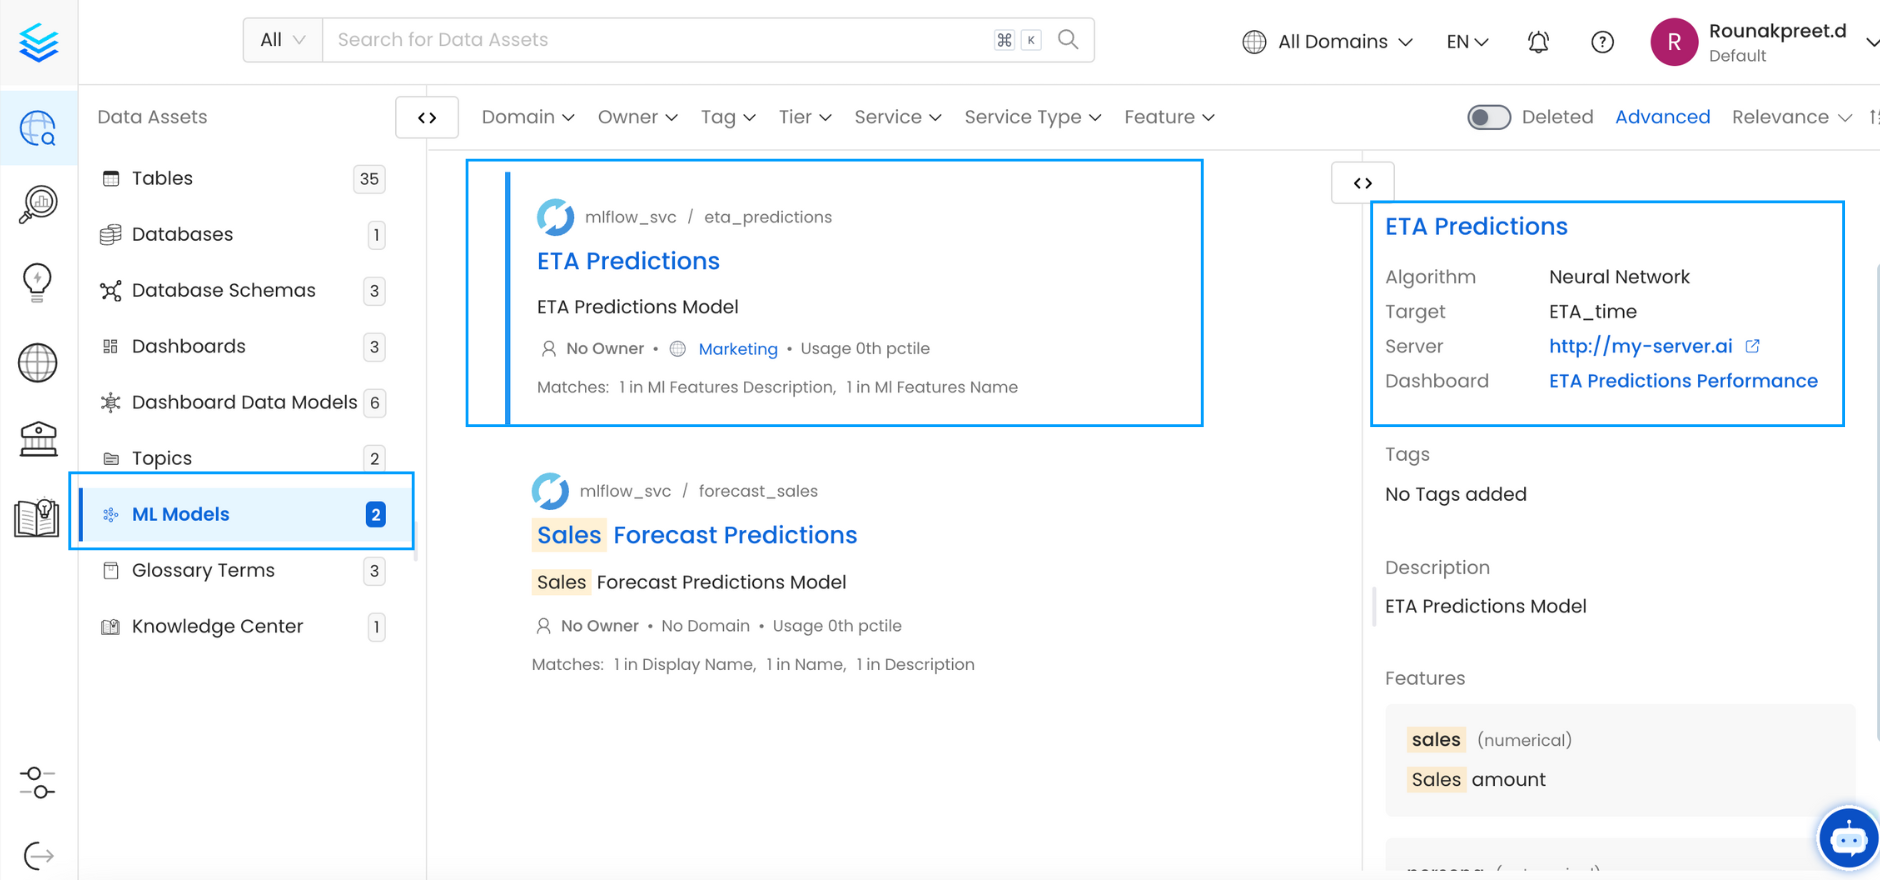 All
Search for Data Assets
⌘ K
All Domains
EN
R
Rounakpreet.d
Default
Data Assets
Tables 35
Databases 1
Database Schemas 3
Dashboards 3
Dashboard Data Models 6
Topics 2
ML Models 2
Glossary Terms 3
Knowledge Center 1
Domain Owner Tag Tier Service Service Type Feature
Deleted Advanced Relevance
mlflow_svc / eta_predictions
ETA Predictions
ETA Predictions Model
No Owner • Marketing • Usage 0th pctile
Matches: 1 in Ml Features Description, 1 in Ml Features Name
mlflow_svc / forecast_sales
Sales Forecast Predictions
Sales Forecast Predictions Model
No Owner • No Domain • Usage 0th pctile
Matches: 1 in Display Name, 1 in Name, 1 in Description
ETA Predictions
Algorithm Neural Network
Target ETA_time
Server http://my-server.ai
Dashboard ETA Predictions Performance
Tags
No Tags added
Description
ETA Predictions Model
Features
sales (numerical)
Sales amount